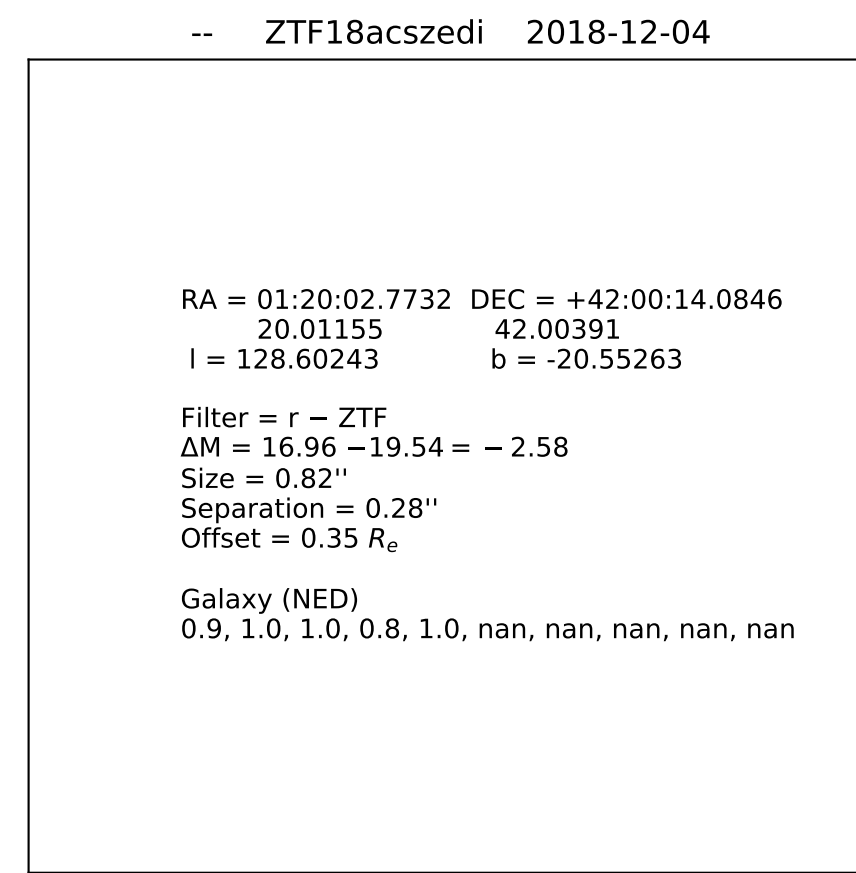 -- ZTF18acszedi 2018-12-04
RA = 01:20:02.7732 DEC = +42:00:14.0846
20.01155 42.00391
l = 128.60243 b = -20.55263
Filter = r − ZTF
ΔM = 16.96 −19.54 = − 2.58
Size = 0.82''
Separation = 0.28''
Offset = 0.35 Re
Galaxy (NED)
0.9, 1.0, 1.0, 0.8, 1.0, nan, nan, nan, nan, nan